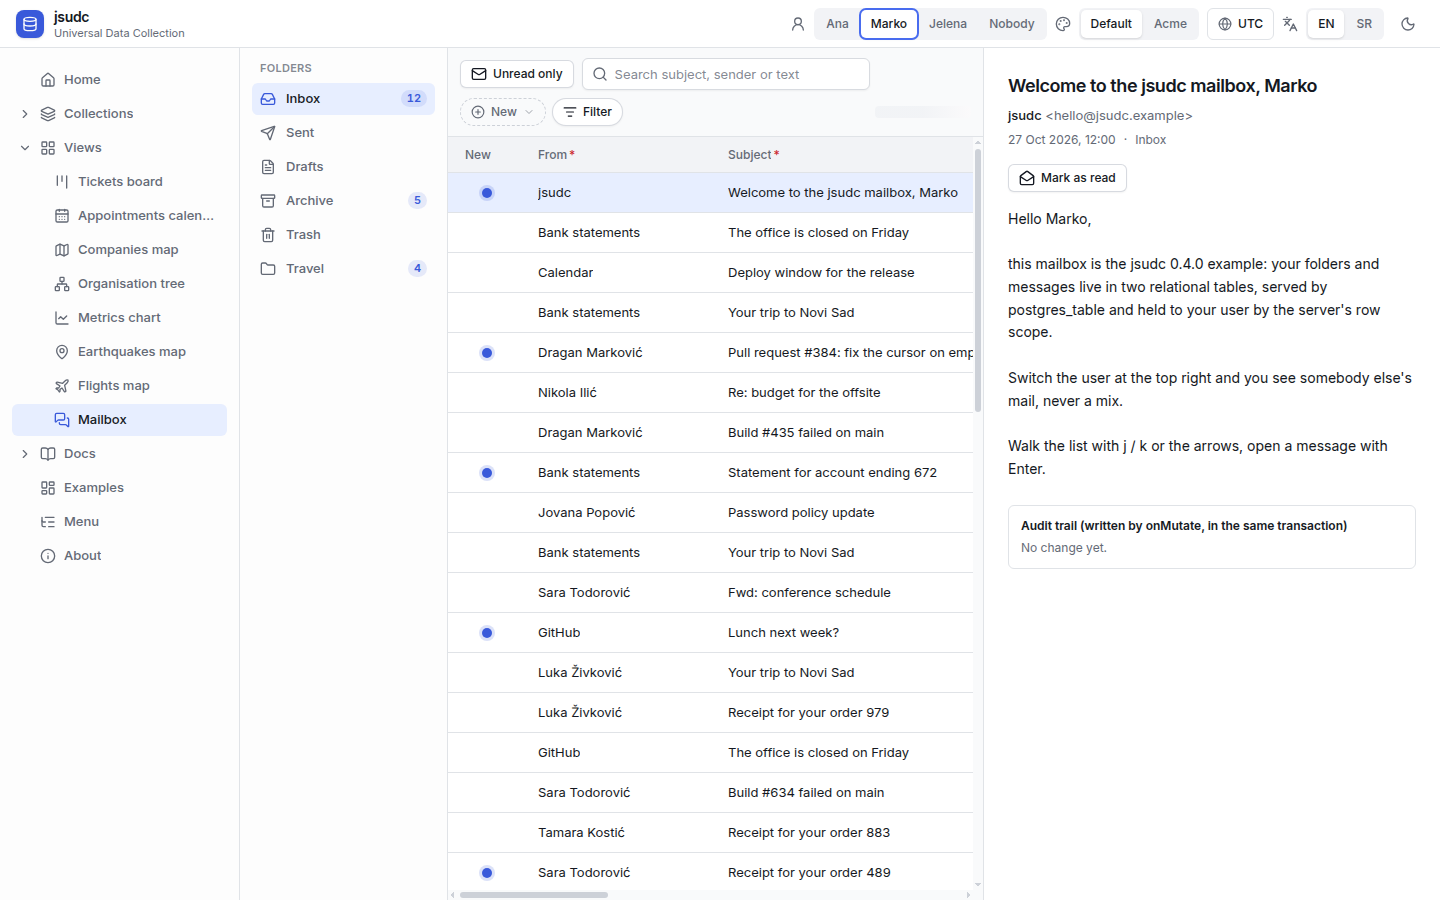 jsudc
Universal Data Collection
Ana Marko Jelena Nobody Default Acme UTC EN SR
Home
Collections
Views
Tickets board
Appointments calen...
Companies map
Organisation tree
Metrics chart
Earthquakes map
Flights map
Mailbox
Docs
Examples
Menu
About
FOLDERS
Inbox 12
Sent
Drafts
Archive 5
Trash
Travel 4
Unread only Search subject, sender or text
New Filter
New From* Subject*
jsudc Welcome to the jsudc mailbox, Marko
Bank statements The office is closed on Friday
Calendar Deploy window for the release
Bank statements Your trip to Novi Sad
Dragan Marković Pull request #384: fix the cursor on emp
Nikola Ilić Re: budget for the offsite
Dragan Marković Build #435 failed on main
Bank statements Statement for account ending 672
Jovana Popović Password policy update
Bank statements Your trip to Novi Sad
Sara Todorović Fwd: conference schedule
GitHub Lunch next week?
Luka Živković Your trip to Novi Sad
Luka Živković Receipt for your order 979
GitHub The office is closed on Friday
Sara Todorović Build #634 failed on main
Tamara Kostić Receipt for your order 883
Sara Todorović Receipt for your order 489
Welcome to the jsudc mailbox, Marko
jsudc <hello@jsudc.example>
27 Oct 2026, 12:00 · Inbox
Mark as read
Hello Marko,
this mailbox is the jsudc 0.4.0 example: your folders and
messages live in two relational tables, served by
postgres_table and held to your user by the server's row
scope.
Switch the user at the top right and you see somebody else's
mail, never a mix.
Walk the list with j / k or the arrows, open a message with
Enter.
Audit trail (written by onMutate, in the same transaction)
No change yet.